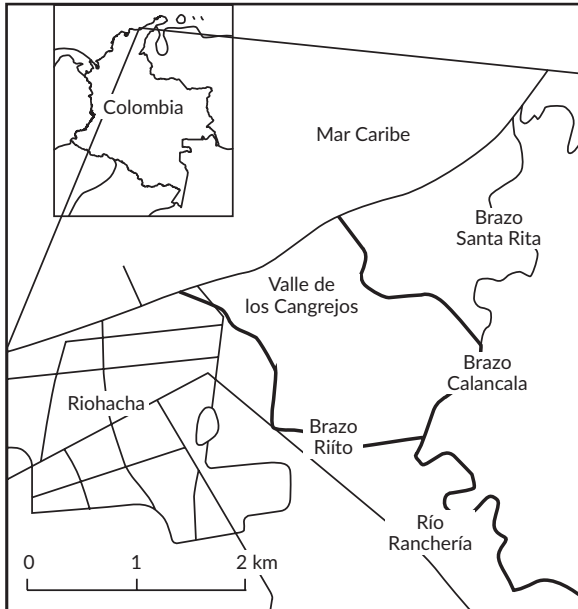 Colombia
Mar Caribe
Brazo
Santa Rita
Valle de
los Cangrejos
Brazo
Calancala
Riohacha
Brazo
Riíto
Río
Ranchería
0 1 2 km